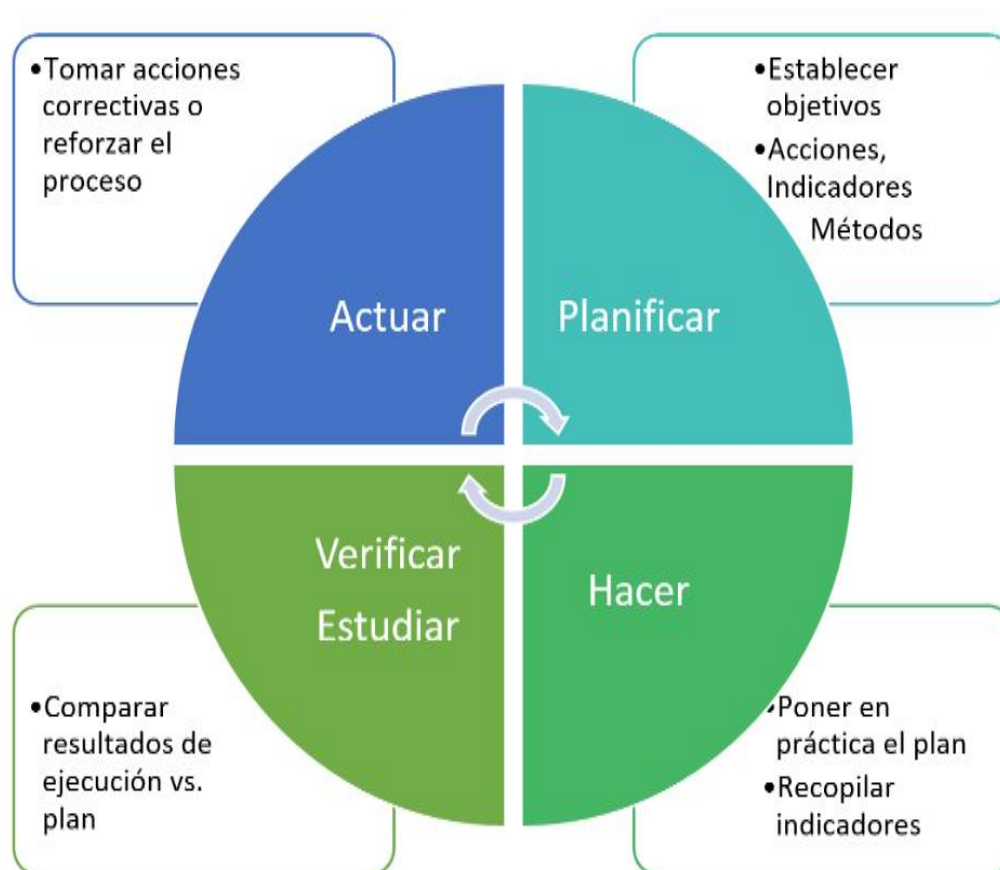 •Tomar acciones
correctivas o
reforzar el
proceso
•Establecer
objetivos
•Acciones,
Indicadores
Métodos
Actuar
Planificar
Verificar
Estudiar
Hacer
•Comparar
resultados de
ejecución vs.
plan
•Poner en
práctica el plan
•Recopilar
indicadores